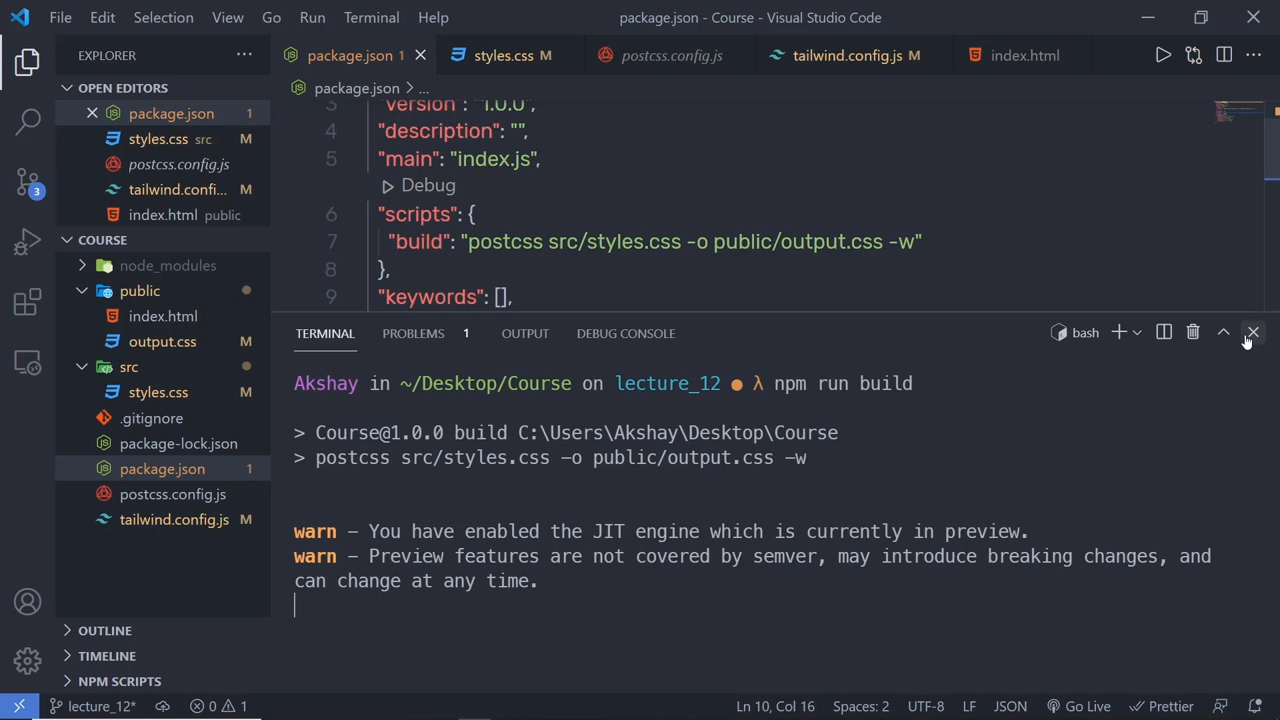 File Edit Selection View Go Run Terminal Help
package.json - Course - Visual Studio Code
EXPLORER
package.json 1
styles.css M
postcss.config.js
tailwind.config.js M
index.html
OPEN EDITORS
package.json 1
styles.css src M
postcss.config.js
tailwind.confi... M
index.html public
COURSE
node_modules
public
index.html
output.css M
src
styles.css M
.gitignore
package-lock.json
package.json 1
postcss.config.js
tailwind.config.js M
OUTLINE
TIMELINE
NPM SCRIPTS
3
package.json > ...
3 "version": "1.0.0",
4 "description": "",
5 "main": "index.js",
Debug
6 "scripts": {
7 "build": "postcss src/styles.css -o public/output.css -w"
8 },
9 "keywords": [],
TERMINAL PROBLEMS 1 OUTPUT DEBUG CONSOLE
bash
Akshay in ~/Desktop/Course on lecture_12 ● λ npm run build
> Course@1.0.0 build C:\Users\Akshay\Desktop\Course
> postcss src/styles.css -o public/output.css -w
warn - You have enabled the JIT engine which is currently in preview.
warn - Preview features are not covered by semver, may introduce breaking changes, and
can change at any time.
lecture_12* 0 1 Ln 10, Col 16 Spaces: 2 UTF-8 LF JSON Go Live Prettier